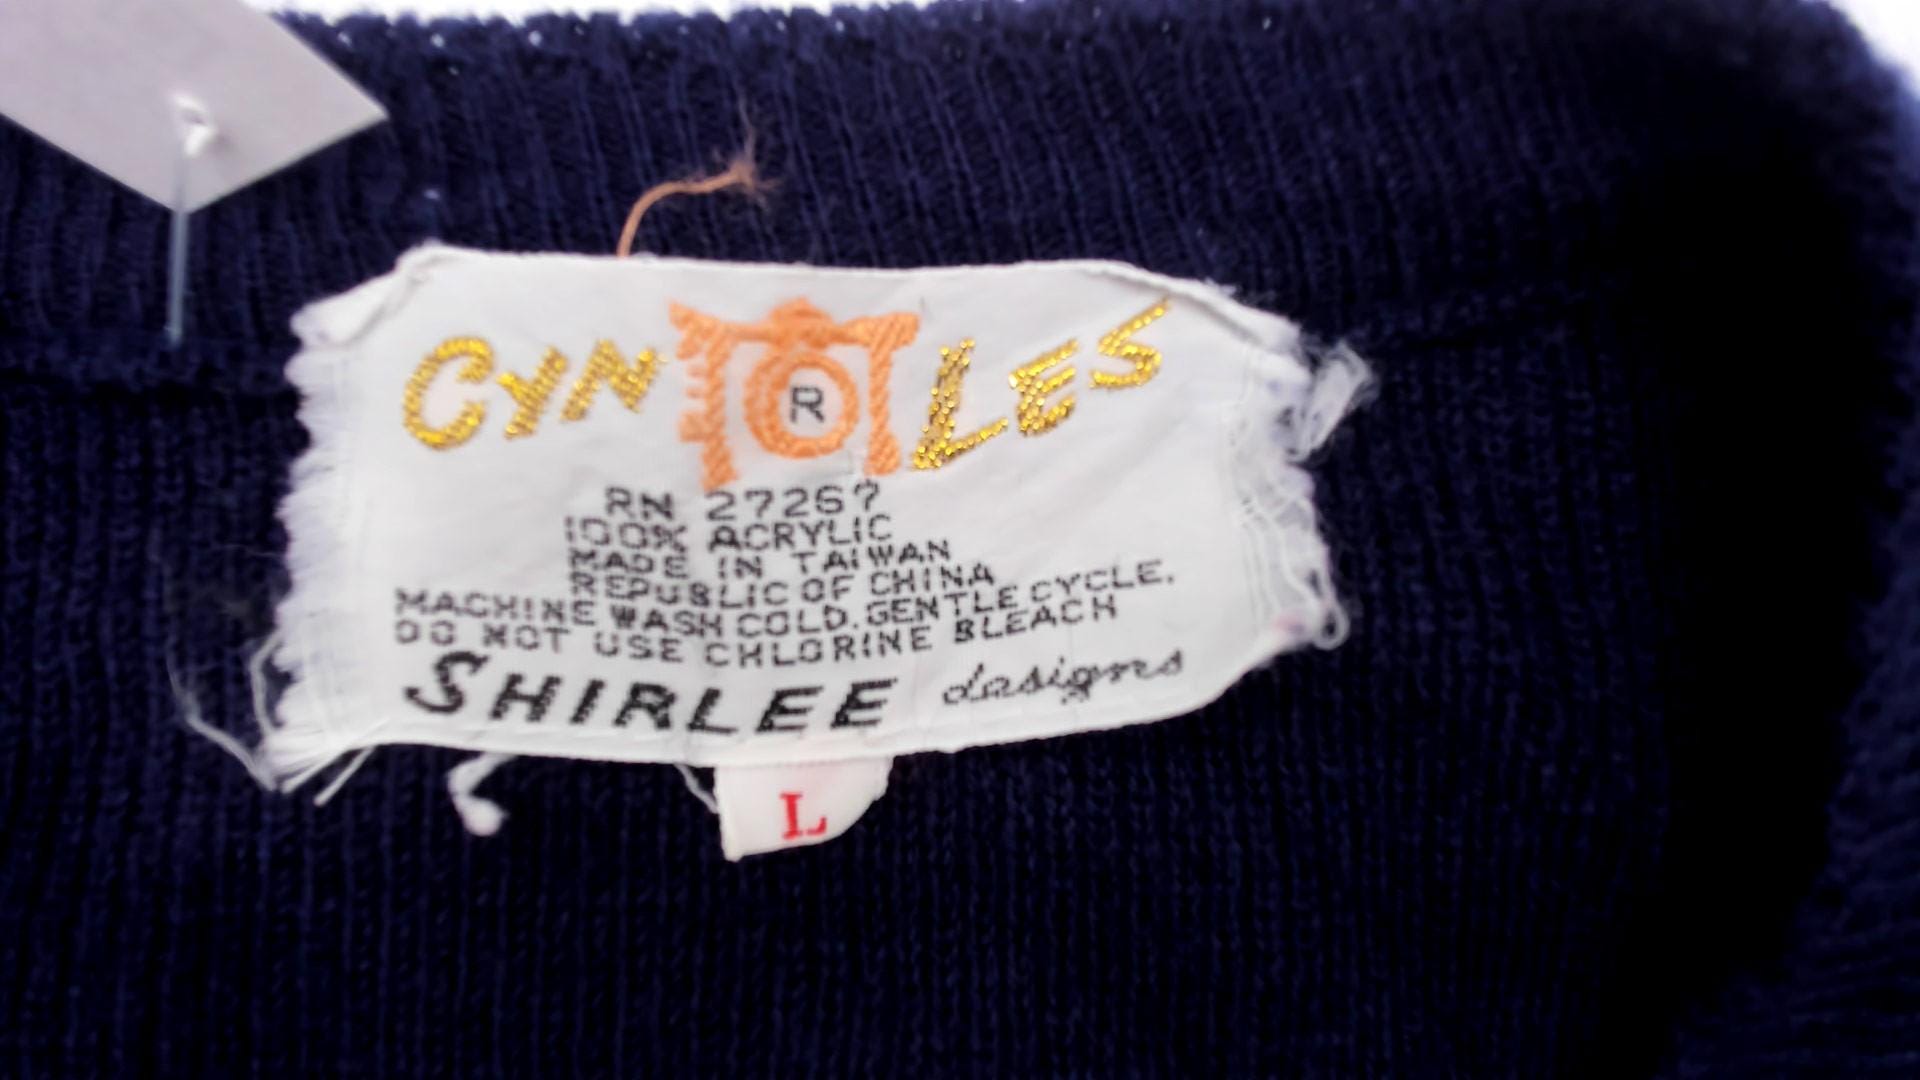 CYN R LES
RN 27267
100% ACRYLIC
MADE IN TAIWAN
REPUBLIC OF CHINA
MACHINE WASH COLD. GENTLE CYCLE.
DO NOT USE CHLORINE BLEACH
SHIRLEE designs
L